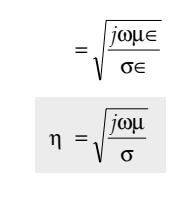 = √(jωμ∈ / σ∈)
η = √(jωμ / σ)